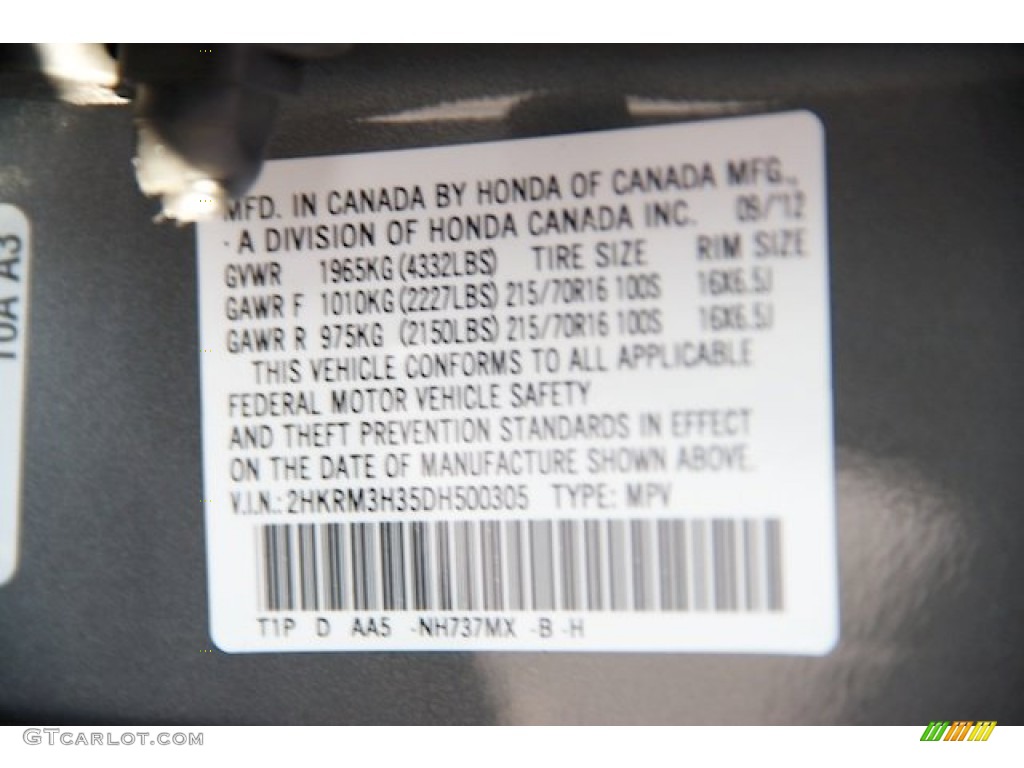 MFD. IN CANADA BY HONDA OF CANADA MFG.,
· A DIVISION OF HONDA CANADA INC. 09/12
GVWR 1965KG (4332LBS) TIRE SIZE RIM SIZE
GAWR F 1010KG (2227LBS) 215/70R16 100S 16X6.5J
GAWR R 975KG (2150LBS) 215/70R16 100S 16X6.5J
THIS VEHICLE CONFORMS TO ALL APPLICABLE
FEDERAL MOTOR VEHICLE SAFETY
AND THEFT PREVENTION STANDARDS IN EFFECT
ON THE DATE OF MANUFACTURE SHOWN ABOVE.
V.I.N.: 2HKRM3H35DH500305 TYPE: MPV
T1P D AA5 -NH737MX -B -H
10A A3
GTCARLOT.COM